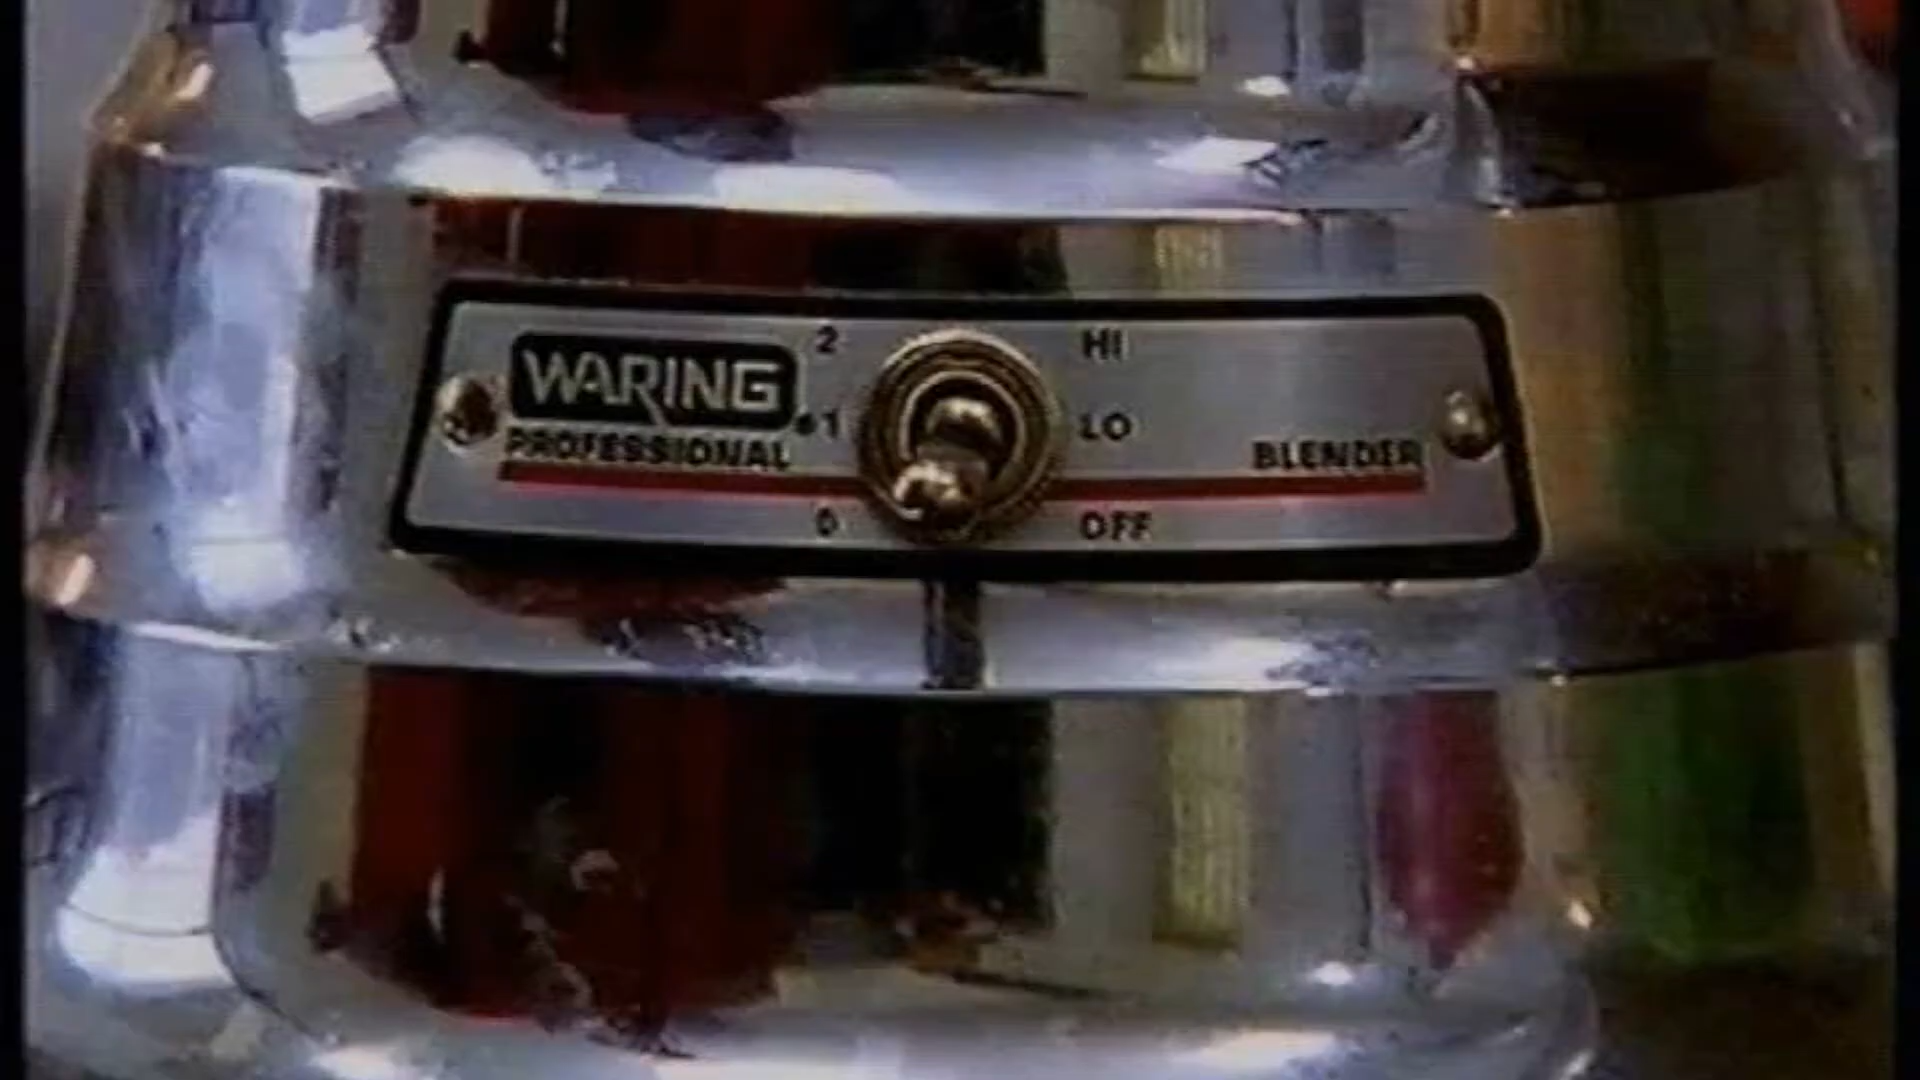 WARING
PROFESSIONAL
2 HI
1 LO
0 OFF
BLENDER